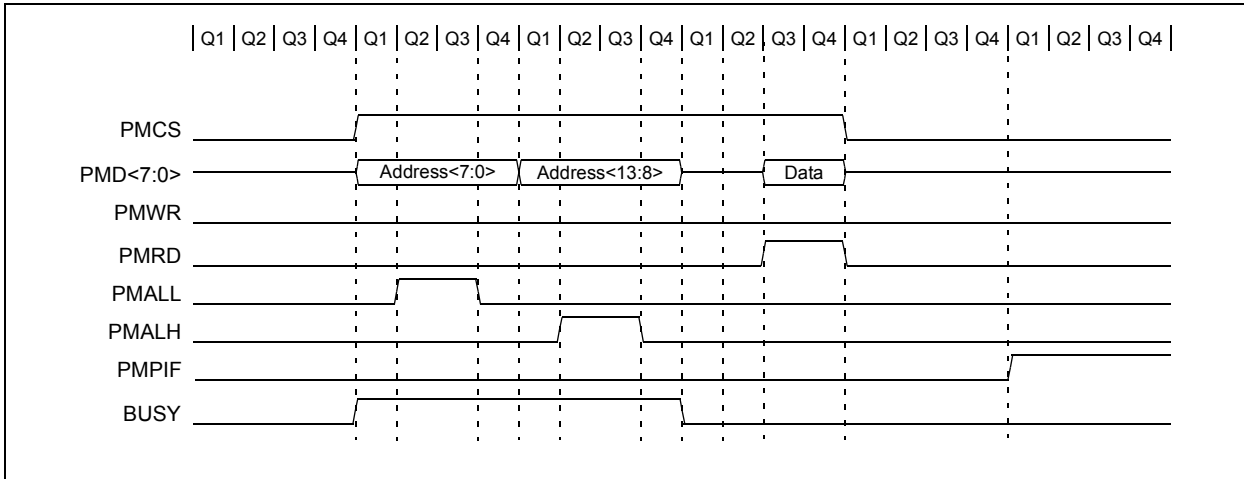 Q1 Q2 Q3 Q4 Q1 Q2 Q3 Q4 Q1 Q2 Q3 Q4 Q1 Q2 Q3 Q4 Q1 Q2 Q3 Q4 Q1 Q2 Q3 Q4
PMCS
PMD<7:0> Address<7:0> Address<13:8> Data
PMWR
PMRD
PMALL
PMALH
PMPIF
BUSY